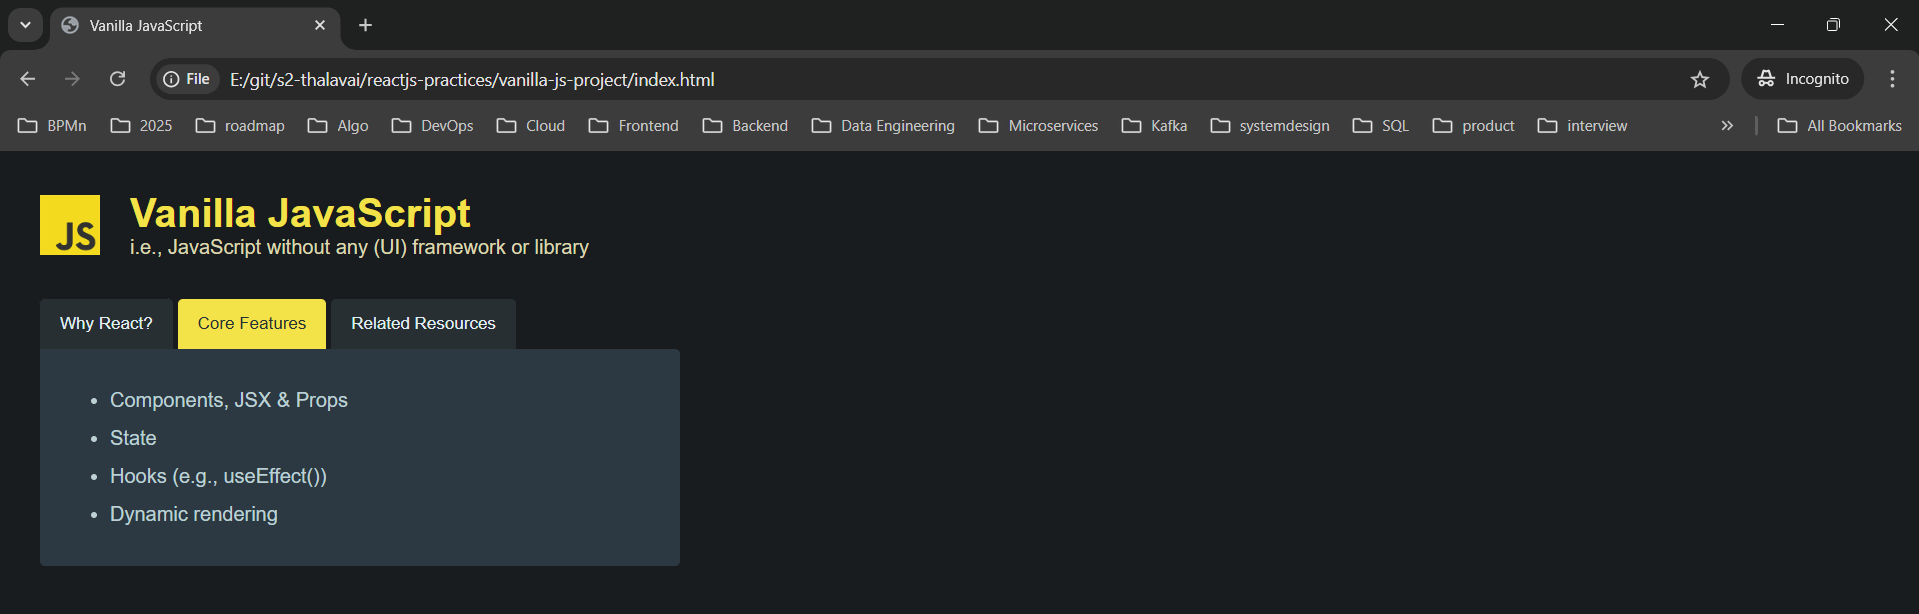 Vanilla JavaScript
File E:/git/s2-thalavai/reactjs-practices/vanilla-js-project/index.html Incognito
BPMn 2025 roadmap Algo DevOps Cloud Frontend Backend Data Engineering Microservices Kafka systemdesign SQL product interview All Bookmarks
JS
Vanilla JavaScript
i.e., JavaScript without any (UI) framework or library
Why React? Core Features Related Resources
• Components, JSX & Props
• State
• Hooks (e.g., useEffect())
• Dynamic rendering